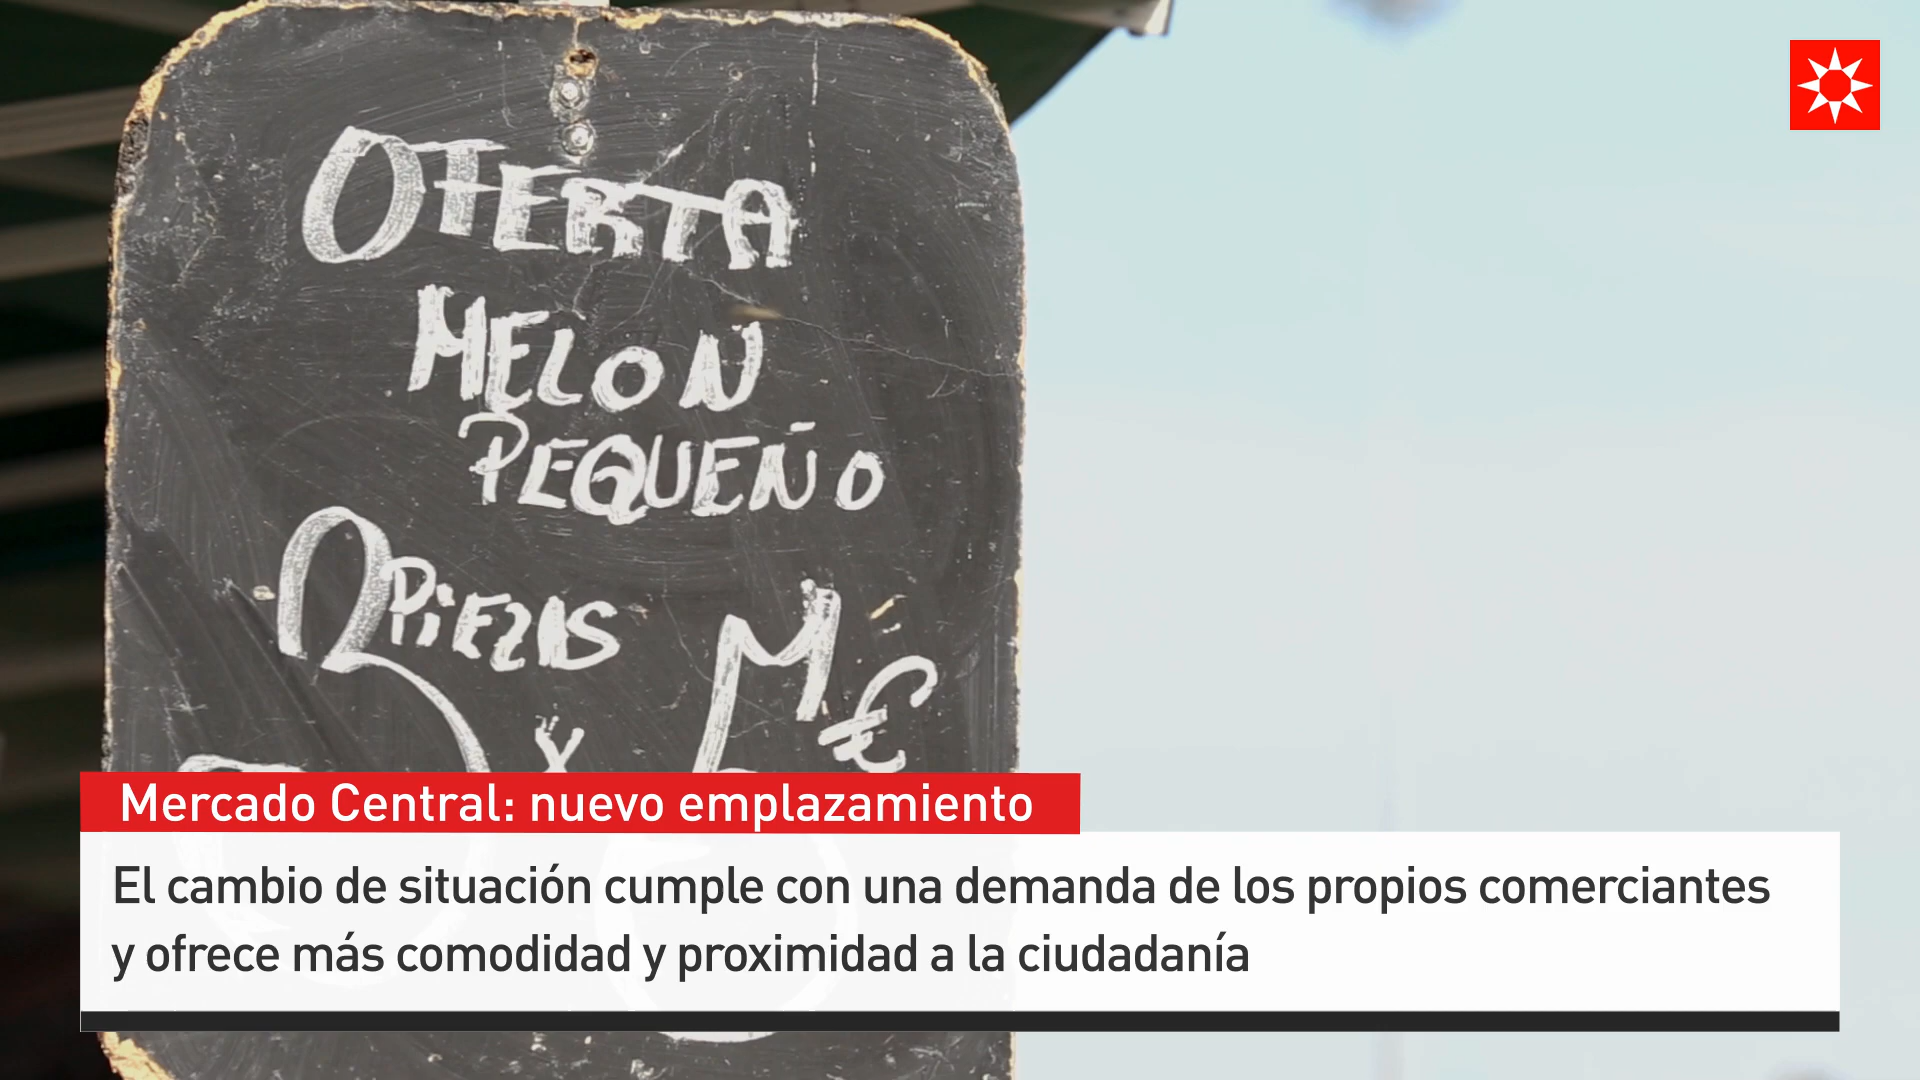 OFERTA
MELON
PEQUEÑO
2 PiEZAS
X
€
Mercado Central: nuevo emplazamiento
El cambio de situación cumple con una demanda de los propios comerciantes
y ofrece más comodidad y proximidad a la ciudadanía